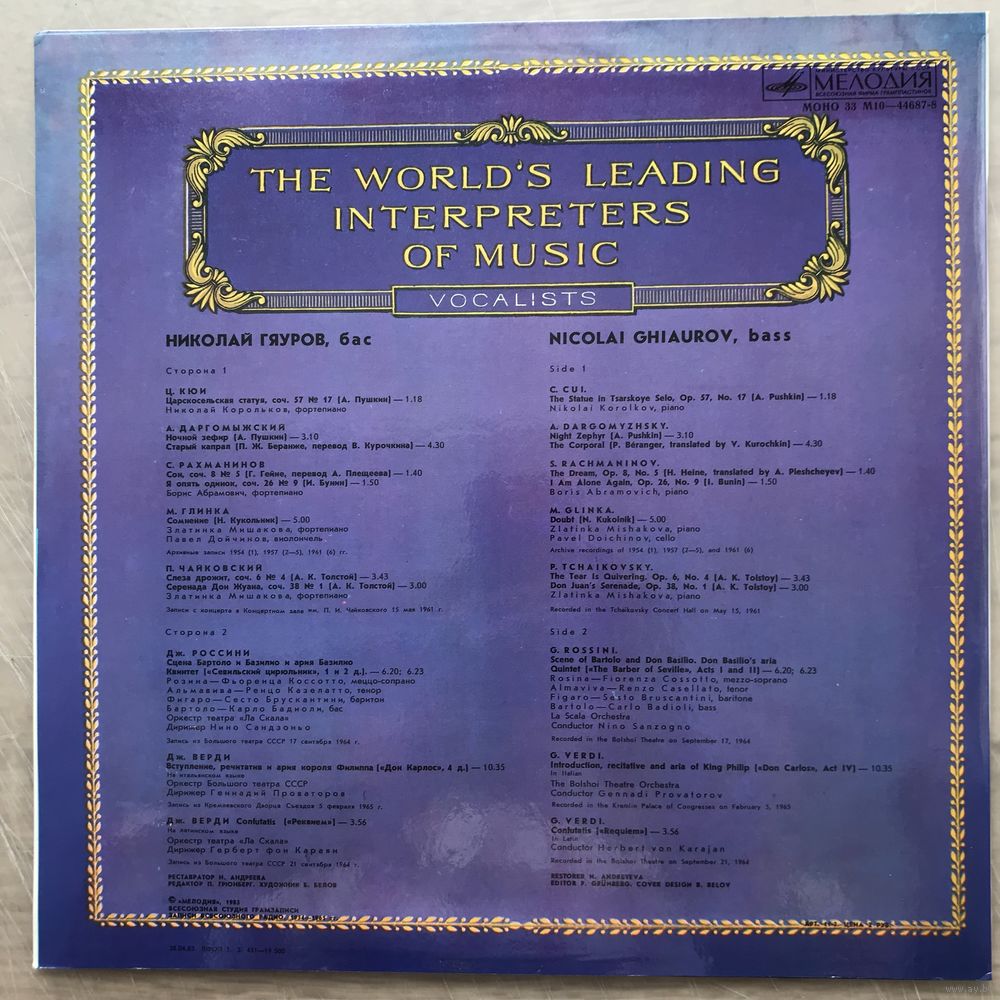 МЕЛОДИЯ
ВСЕСОЮЗНАЯ ФИРМА ГРАМПЛАСТИНОК
МОНО 33 М10—44687-8
THE WORLD'S LEADING
INTERPRETERS
OF MUSIC
VOCALISTS
НИКОЛАЙ ГЯУРОВ, бас
Сторона 1
Ц. КЮИ
Царскосельская статуя, соч. 57 № 17 [А. Пушкин] — 1.18
Николай Корольков, фортепиано
А. ДАРГОМЫЖСКИЙ
Ночной зефир [А. Пушкин] — 3.10
Старый капрал [П. Ж. Беранже, перевод В. Курочкина] — 4.30
С. РАХМАНИНОВ
Сон, соч. 8 № 5 [Г. Гейне, перевод А. Плещеева] — 1.40
Я опять одинок, соч. 26 № 9 [И. Бунин] — 1.50
Борис Абрамович, фортепиано
М. ГЛИНКА
Сомнение [Н. Кукольник] — 5.00
Златинка Мишакова, фортепиано
Павел Дойчинов, виолончель
Архивные записи 1954 (1), 1957 (2—5), 1961 (6) гг.
П. ЧАЙКОВСКИЙ
Слеза дрожит, соч. 6 № 4 [А. К. Толстой] — 3.43
Серенада Дон Жуана, соч. 38 № 1 [А. К. Толстой] — 3.00
Златинка Мишакова, фортепиано
Записи с концерта в Концертном зале им. П. И. Чайковского 15 мая 1961 г.
Сторона 2
Дж. РОССИНИ
Сцена Бартоло и Базилио и ария Базилио
Квинтет [«Севильский цирюльник», 1 и 2 д.] — 6.20; 6.23
Розина—Фьоренца Коссотто, меццо-сопрано
Альмавива—Ренцо Казелатто, тенор
Фигаро—Сесто Брускантини, баритон
Бартоло—Карло Бадиоли, бас
Оркестр театра «Ла Скала»
Дирижер Нино Сандзоньо
Запись из Большого театра СССР 17 сентября 1964 г.
Дж. ВЕРДИ
Вступление, речитатив и ария короля Филиппа [«Дон Карлос», 4 д.] — 10.35
На итальянском языке
Оркестр Большого театра СССР
Дирижер Геннадий Проваторов
Запись из Кремлевского Дворца Съездов 5 февраля 1965 г.
Дж. ВЕРДИ Confutatis [«Реквием»] — 3.56
На латинском языке
Оркестр театра «Ла Скала»
Дирижер Герберт фон Караян
Запись из Большого театра СССР 21 сентября 1964 г.
РЕСТАВРАТОР Н. АНДРЕЕВА
РЕДАКТОР П. ГРЮНБЕРГ. ХУДОЖНИК Б. БЕЛОВ
© «МЕЛОДИЯ», 1983
ВСЕСОЮЗНАЯ СТУДИЯ ГРАМЗАПИСИ
ЗАПИСИ ВСЕСОЮЗНОГО РАДИО
NICOLAI GHIAUROV, bass
Side 1
C. CUI.
The Statue in Tsarskoye Selo, Op. 57, No. 17 [A. Pushkin] — 1.18
Nikolai Korolkov, piano
A. DARGOMYZHSKY.
Night Zephyr [A. Pushkin] — 3.10
The Corporal [P. Béranger, translated by V. Kurochkin] — 4.30
S. RACHMANINOV.
The Dream, Op. 8, No. 5 [H. Heine, translated by A. Pleshcheyev] — 1.40
I Am Alone Again, Op. 26, No. 9 [I. Bunin] — 1.50
Boris Abramovich, piano
M. GLINKA.
Doubt [N. Kukolnik] — 5.00
Zlatinka Mishakova, piano
Pavel Doichinov, cello
Archive recordings of 1954 (1), 1957 (2—5), and 1961 (6)
P. TCHAIKOVSKY.
The Tear Is Quivering, Op. 6, No. 4 [A. K. Tolstoy] — 3.43
Don Juan's Serenade, Op. 38, No. 1 [A. K. Tolstoy] — 3.00
Zlatinka Mishakova, piano
Recorded in the Tchaikovsky Concert Hall on May 15, 1961
Side 2
G. ROSSINI.
Scene of Bartolo and Don Basilio. Don Basilio's aria
Quintet [«The Barber of Seville», Acts I and II] — 6.20; 6.23
Rosina—Fiorenza Cossotto, mezzo-soprano
Almaviva—Renzo Casellato, tenor
Figaro—Sesto Bruscantini, baritone
Bartolo—Carlo Badioli, bass
La Scala Orchestra
Conductor Nino Sanzogno
Recorded in the Bolshoi Theatre on September 17, 1964
G. VERDI.
Introduction, recitative and aria of King Philip [«Don Carlos», Act IV] — 10.35
In Italian
The Bolshoi Theatre Orchestra
Conductor Gennadi Provatorov
Recorded in the Kremlin Palace of Congresses on February 5, 1965
G. VERDI.
Confutatis [«Requiem»] — 3.56
In Latin
Conductor Herbert von Karajan
Recorded in the Bolshoi Theatre on September 21, 1964
RESTORER N. ANDREYEVA
EDITOR P. GRÜNBERG. COVER DESIGN B. BELOV
www.ay.by